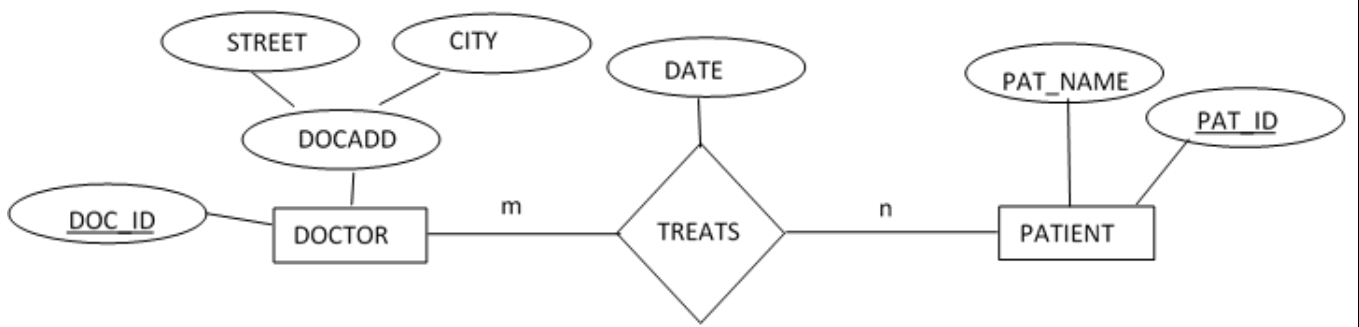 STREET
CITY
DATE
PAT_NAME
PAT_ID
DOCADD
DOC_ID
DOCTOR
m
TREATS
n
PATIENT